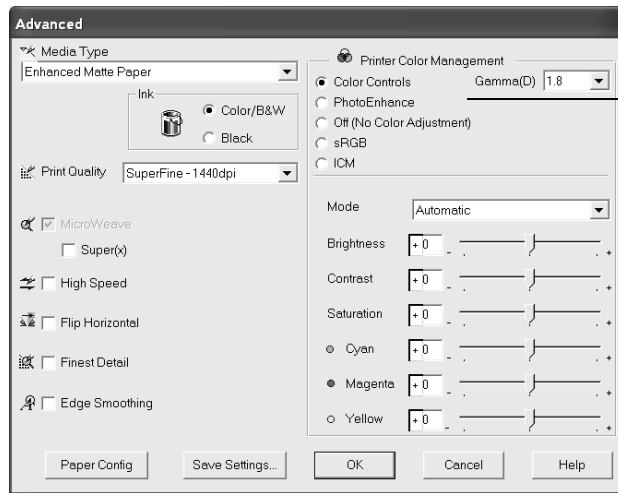 Advanced
Media Type
Enhanced Matte Paper
Ink
Color/B&W
Black
Print Quality
SuperFine - 1440dpi
MicroWeave
Super(x)
High Speed
Flip Horizontal
Finest Detail
Edge Smoothing
Printer Color Management
Color Controls
Gamma(D)
1.8
PhotoEnhance
Off (No Color Adjustment)
sRGB
ICM
Mode
Automatic
Brightness
+ 0
- +
Contrast
+ 0
- +
Saturation
+ 0
- +
Cyan
+ 0
- +
Magenta
+ 0
- +
Yellow
+ 0
- +
Paper Config
Save Settings...
OK
Cancel
Help